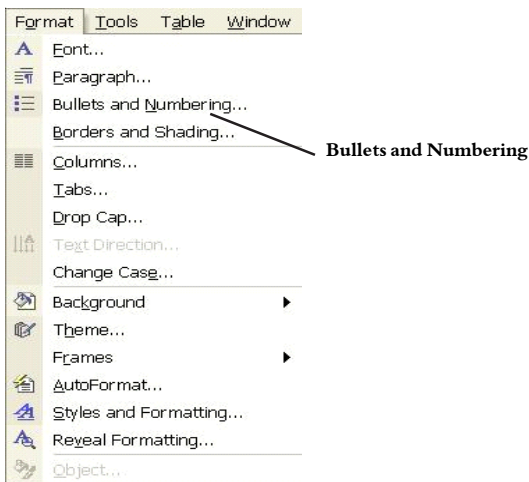 Format Tools Table Window
Font...
Paragraph...
Bullets and Numbering...
Borders and Shading...
Bullets and Numbering
Columns...
Tabs...
Drop Cap...
Text Direction...
Change Case...
Background
Theme...
Frames
AutoFormat...
Styles and Formatting...
Reveal Formatting...
Object...